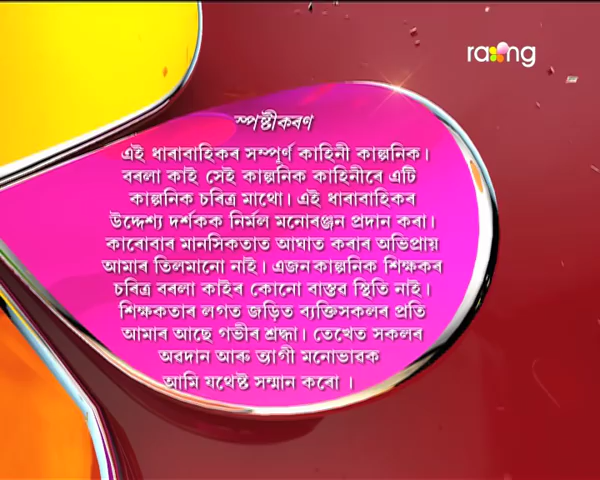 rang
স্পষ্টীকৰণ
এই ধাৰাবাহিকৰ সম্পূৰ্ণ কাহিনী কাল্পনিক।
বৰলা কাই সেই কাল্পনিক কাহিনীৰে এটি
কাল্পনিক চৰিত্ৰ মাথো। এই ধাৰাবাহিকৰ
উদ্দেশ্য দৰ্শকক নিৰ্মল মনোৰঞ্জন প্ৰদান কৰা।
কাৰোবাৰ মানসিকতাত আঘাত কৰাৰ অভিপ্ৰায়
আমাৰ তিলমানো নাই। এজন কাল্পনিক শিক্ষকৰ
চৰিত্ৰ বৰলা কাইৰ কোনো বাস্তৱ স্থিতি নাই।
শিক্ষকতাৰ লগত জড়িত ব্যক্তিসকলৰ প্ৰতি
আমাৰ আছে গভীৰ শ্ৰদ্ধা। তেখেত সকলৰ
অৱদান আৰু ত্যাগী মনোভাৱক
আমি যথেষ্ট সন্মান কৰো ।